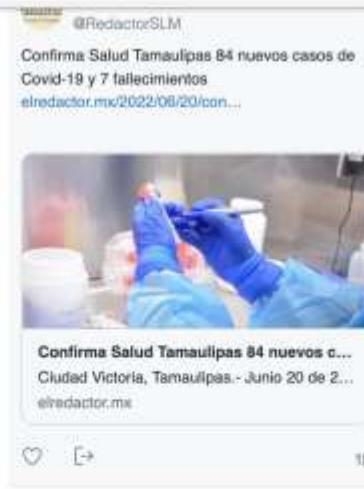 @RedactorSLM
Confirma Salud Tamaulipas 84 nuevos casos de
Covid-19 y 7 fallecimientos
elredactor.mx/2022/06/20/con...
Confirma Salud Tamaulipas 84 nuevos c...
Ciudad Victoria, Tamaulipas.- Junio 20 de 2...
elredactor.mx